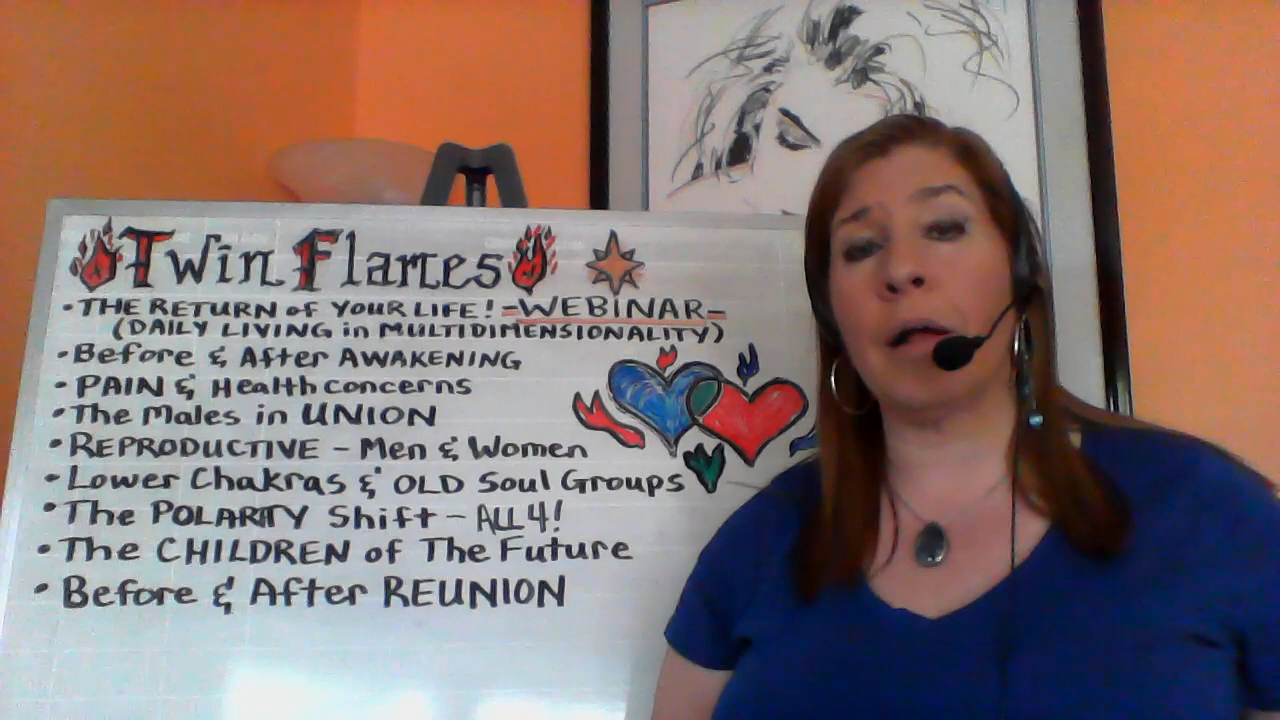 Twin Flames
• THE RETURN of YOUR LIFE! -WEBINAR-
(DAILY LIVING in MULTIDIMENSIONALITY)
• Before & After AWAKENING
• PAIN & Health concerns
• The Males in UNION
• REPRODUCTIVE - Men & Women
• Lower Chakras & OLD Soul Groups
• The POLARITY Shift - ALL 4!
• The CHILDREN of The Future
• Before & After REUNION